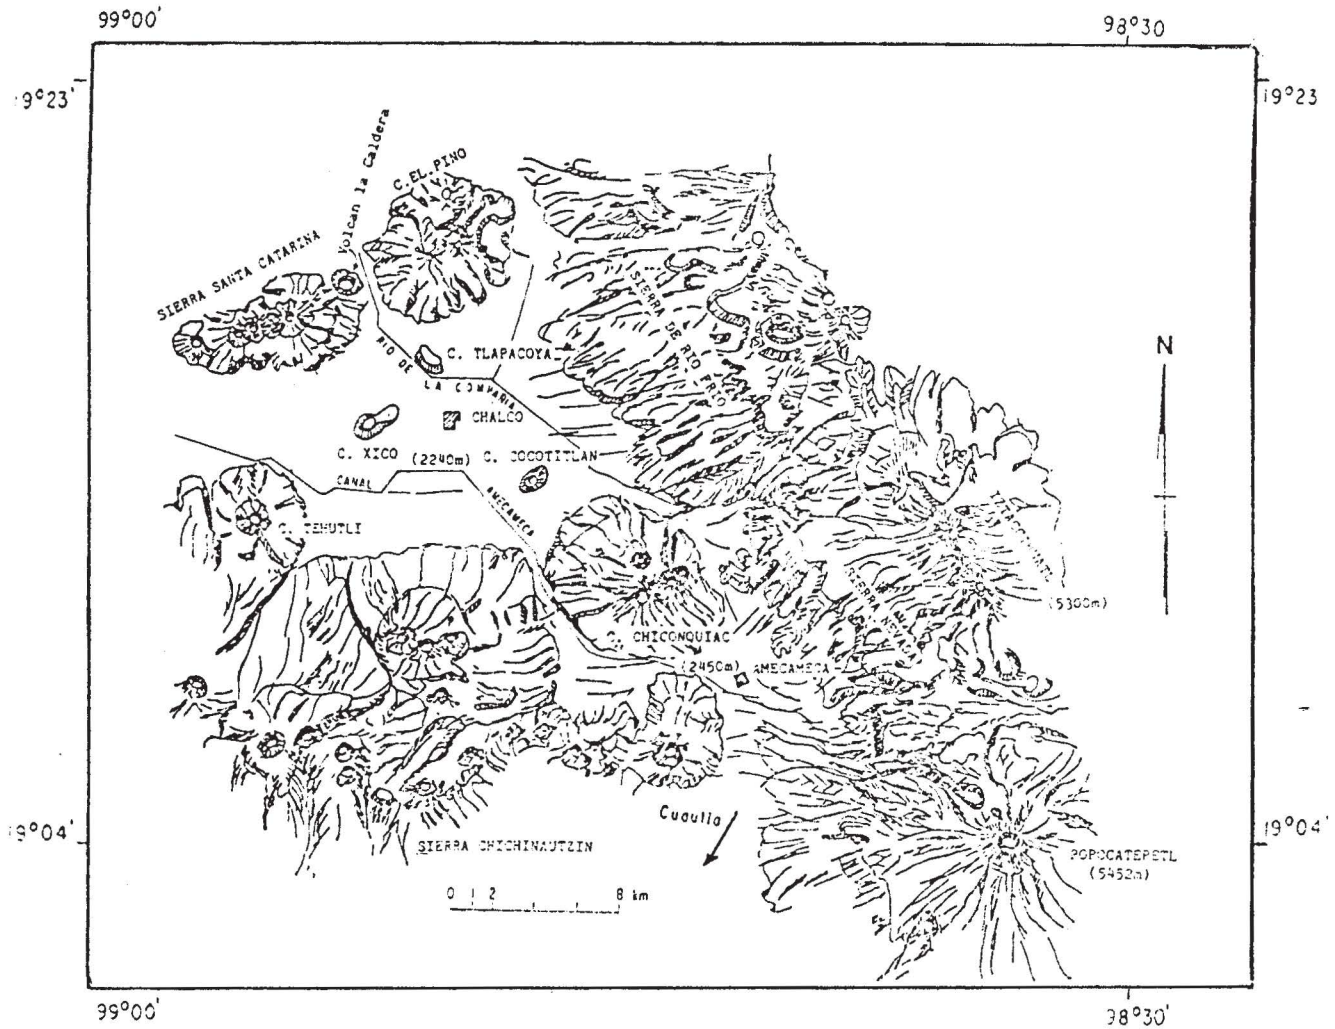 99°00'
98°30
19°23'
19°23
Volcan la Caldera
C. EL PINO
SIERRA SANTA CATARINA
SIERRA DE RIO FRIO
C. TLAPACOYA
RIO DE
LA COMPAÑIA
CHALCO
C. XICO
(2240m)
C. COCOTITLAN
CANAL
AMECAMECA
C. TEHUTLI
N
(5300m)
SIERRA NEVADA
C. CHICONQUIAC
(2450m)
AMECAMECA
Cuautla
19°04'
19°04'
SIERRA CHICHINAUTZIN
POPOCATEPETL
(5452m)
0 1 2 8 km
99°00'
98°30'